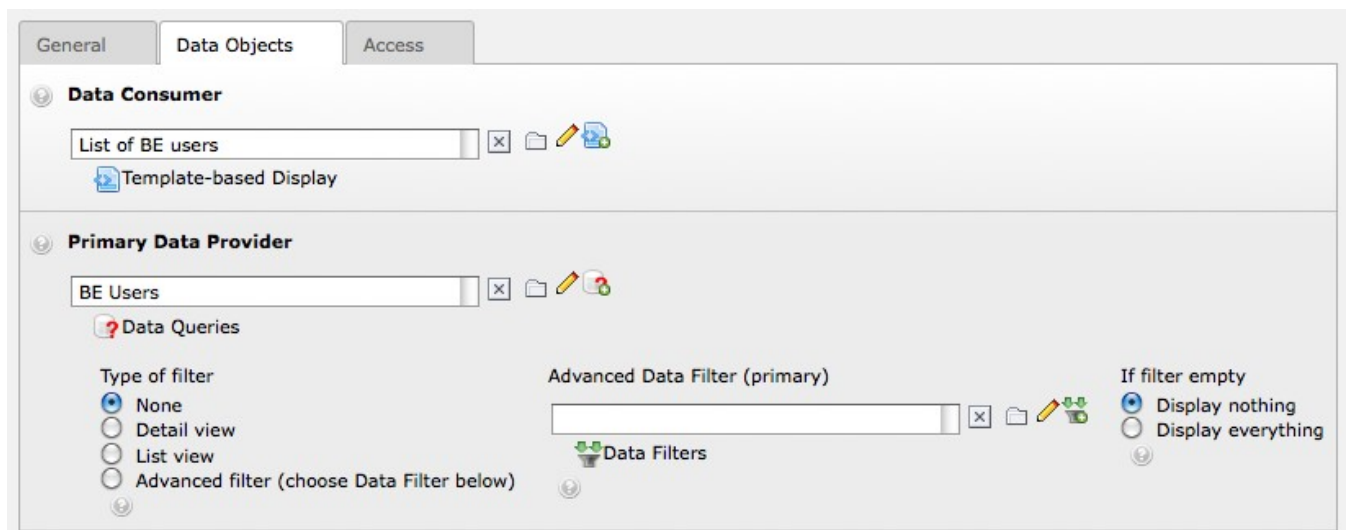 General
Data Objects
Access
Data Consumer
List of BE users
Template-based Display
Primary Data Provider
BE Users
Data Queries
Type of filter
None
Detail view
List view
Advanced filter (choose Data Filter below)
Advanced Data Filter (primary)
Data Filters
If filter empty
Display nothing
Display everything